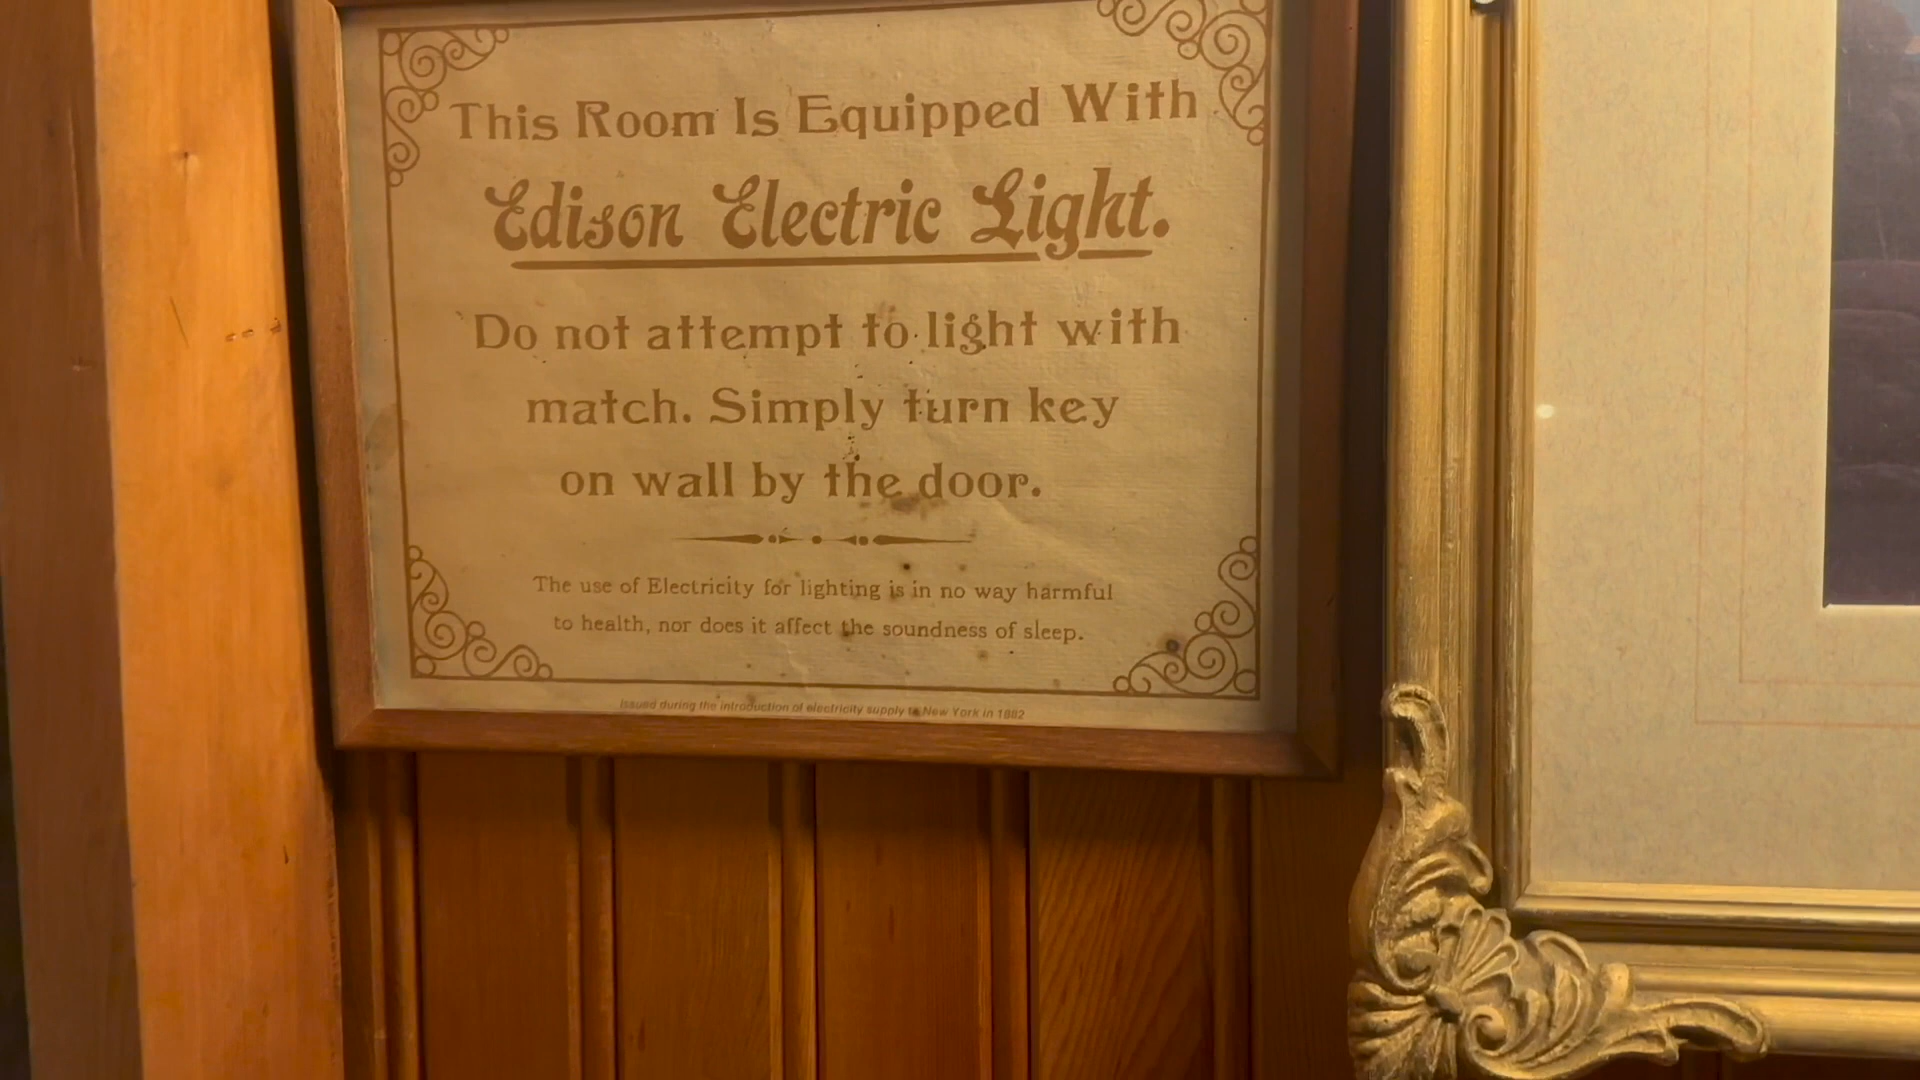 This Room Is Equipped With
Edison Electric Light.
Do not attempt to light with
match. Simply turn key
on wall by the door.
The use of Electricity for lighting is in no way harmful
to health, nor does it affect the soundness of sleep.
Issued during the introduction of electricity supply to New York in 1882